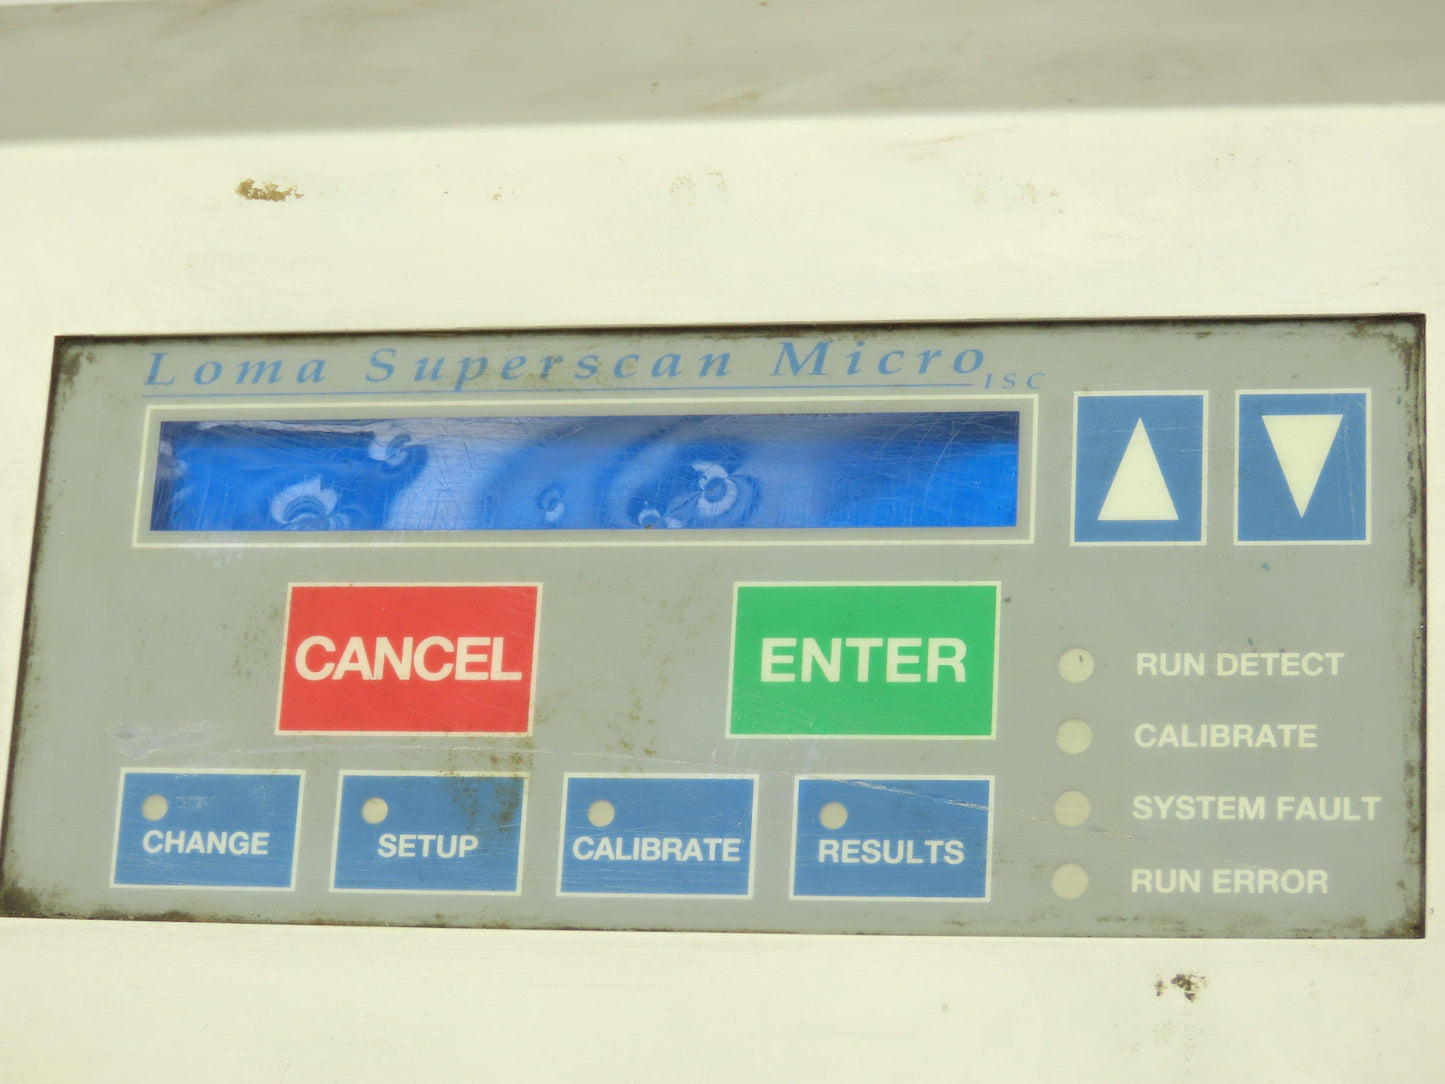 Loma Superscan Micro ISC
CANCEL
ENTER
RUN DETECT
CALIBRATE
SYSTEM FAULT
RUN ERROR
CHANGE
SETUP
CALIBRATE
RESULTS